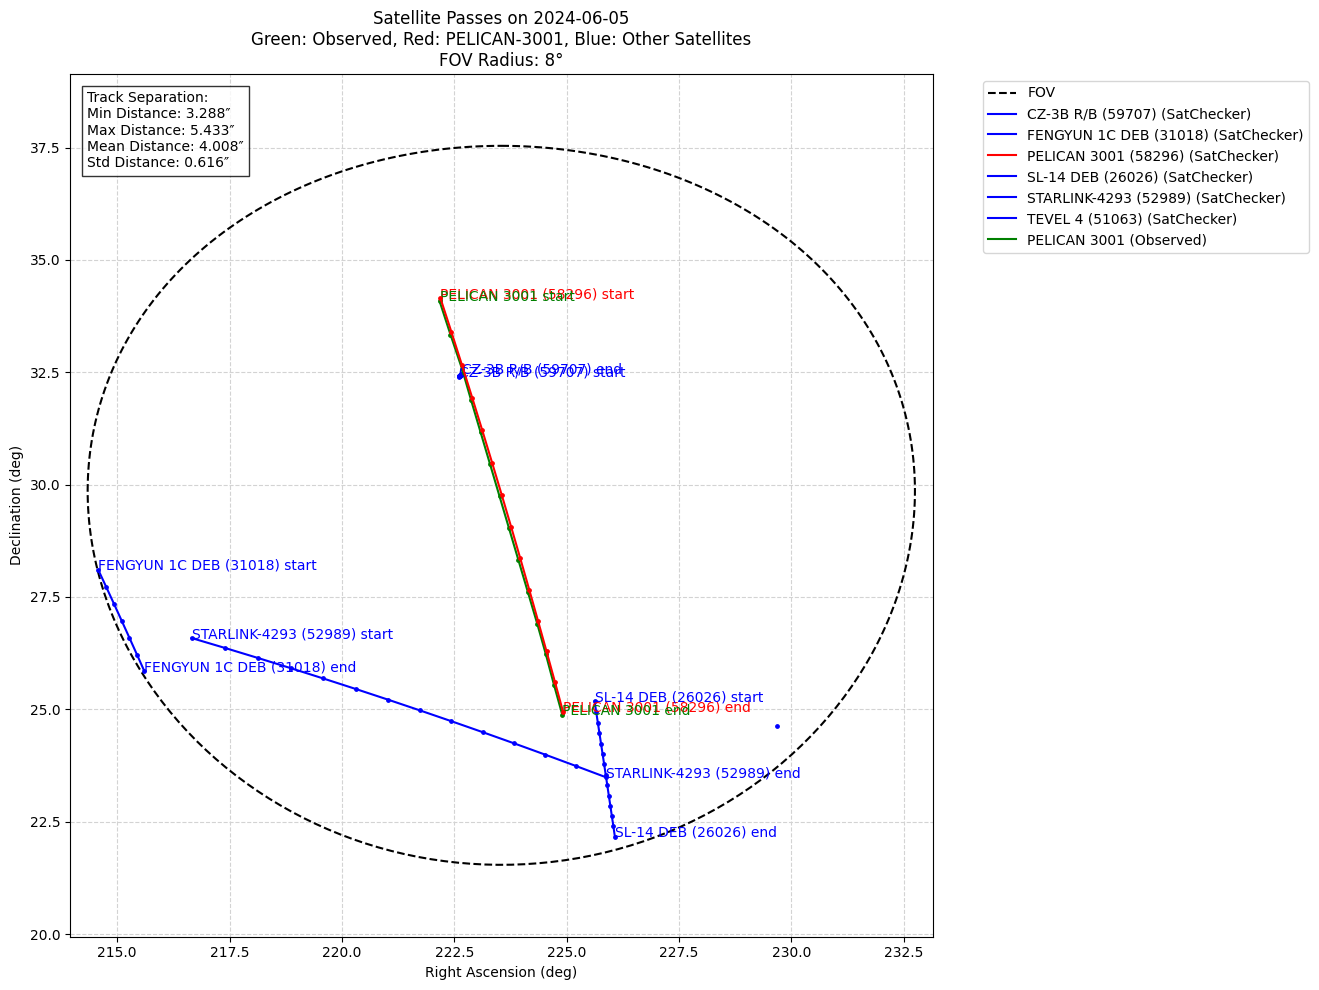 Satellite Passes on 2024-06-05
Green: Observed, Red: PELICAN-3001, Blue: Other Satellites
FOV Radius: 8°
Track Separation:
Min Distance: 3.288″
Max Distance: 5.433″
Mean Distance: 4.008″
Std Distance: 0.616″
FOV
CZ-3B R/B (59707) (SatChecker)
FENGYUN 1C DEB (31018) (SatChecker)
PELICAN 3001 (58296) (SatChecker)
SL-14 DEB (26026) (SatChecker)
STARLINK-4293 (52989) (SatChecker)
TEVEL 4 (51063) (SatChecker)
PELICAN 3001 (Observed)
PELICAN 3001 (58296) start
PELICAN 3001 start
CZ-3B R/B (59707) end
CZ-3B R/B (59707) start
FENGYUN 1C DEB (31018) start
STARLINK-4293 (52989) start
FENGYUN 1C DEB (31018) end
SL-14 DEB (26026) start
PELICAN 3001 (58296) end
PELICAN 3001 end
STARLINK-4293 (52989) end
SL-14 DEB (26026) end
Declination (deg)
37.5
35.0
32.5
30.0
27.5
25.0
22.5
20.0
215.0
217.5
220.0
222.5
225.0
227.5
230.0
232.5
Right Ascension (deg)